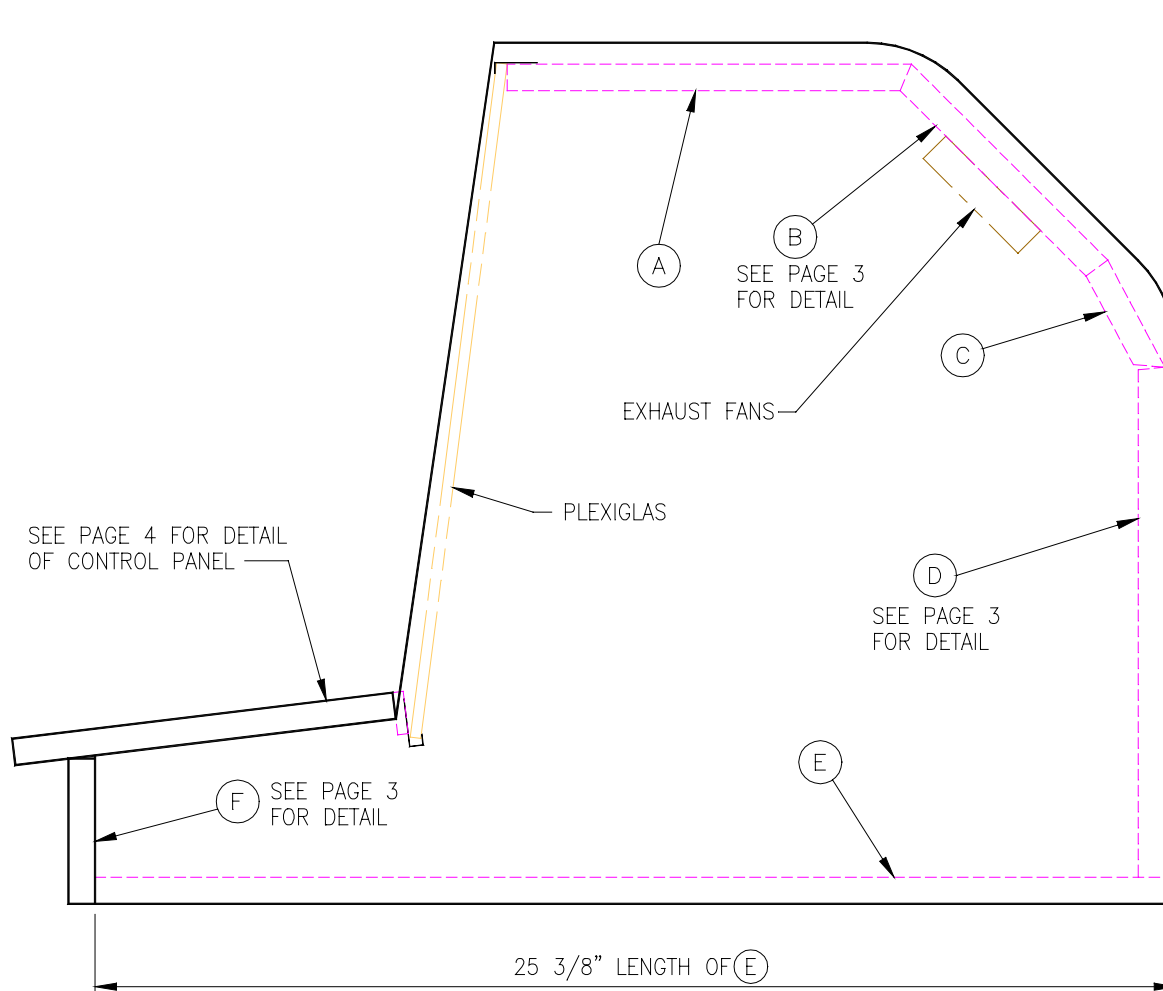 A
B
SEE PAGE 3
FOR DETAIL
C
EXHAUST FANS
PLEXIGLAS
SEE PAGE 4 FOR DETAIL
OF CONTROL PANEL
D
SEE PAGE 3
FOR DETAIL
E
F SEE PAGE 3
FOR DETAIL
25 3/8" LENGTH OF E